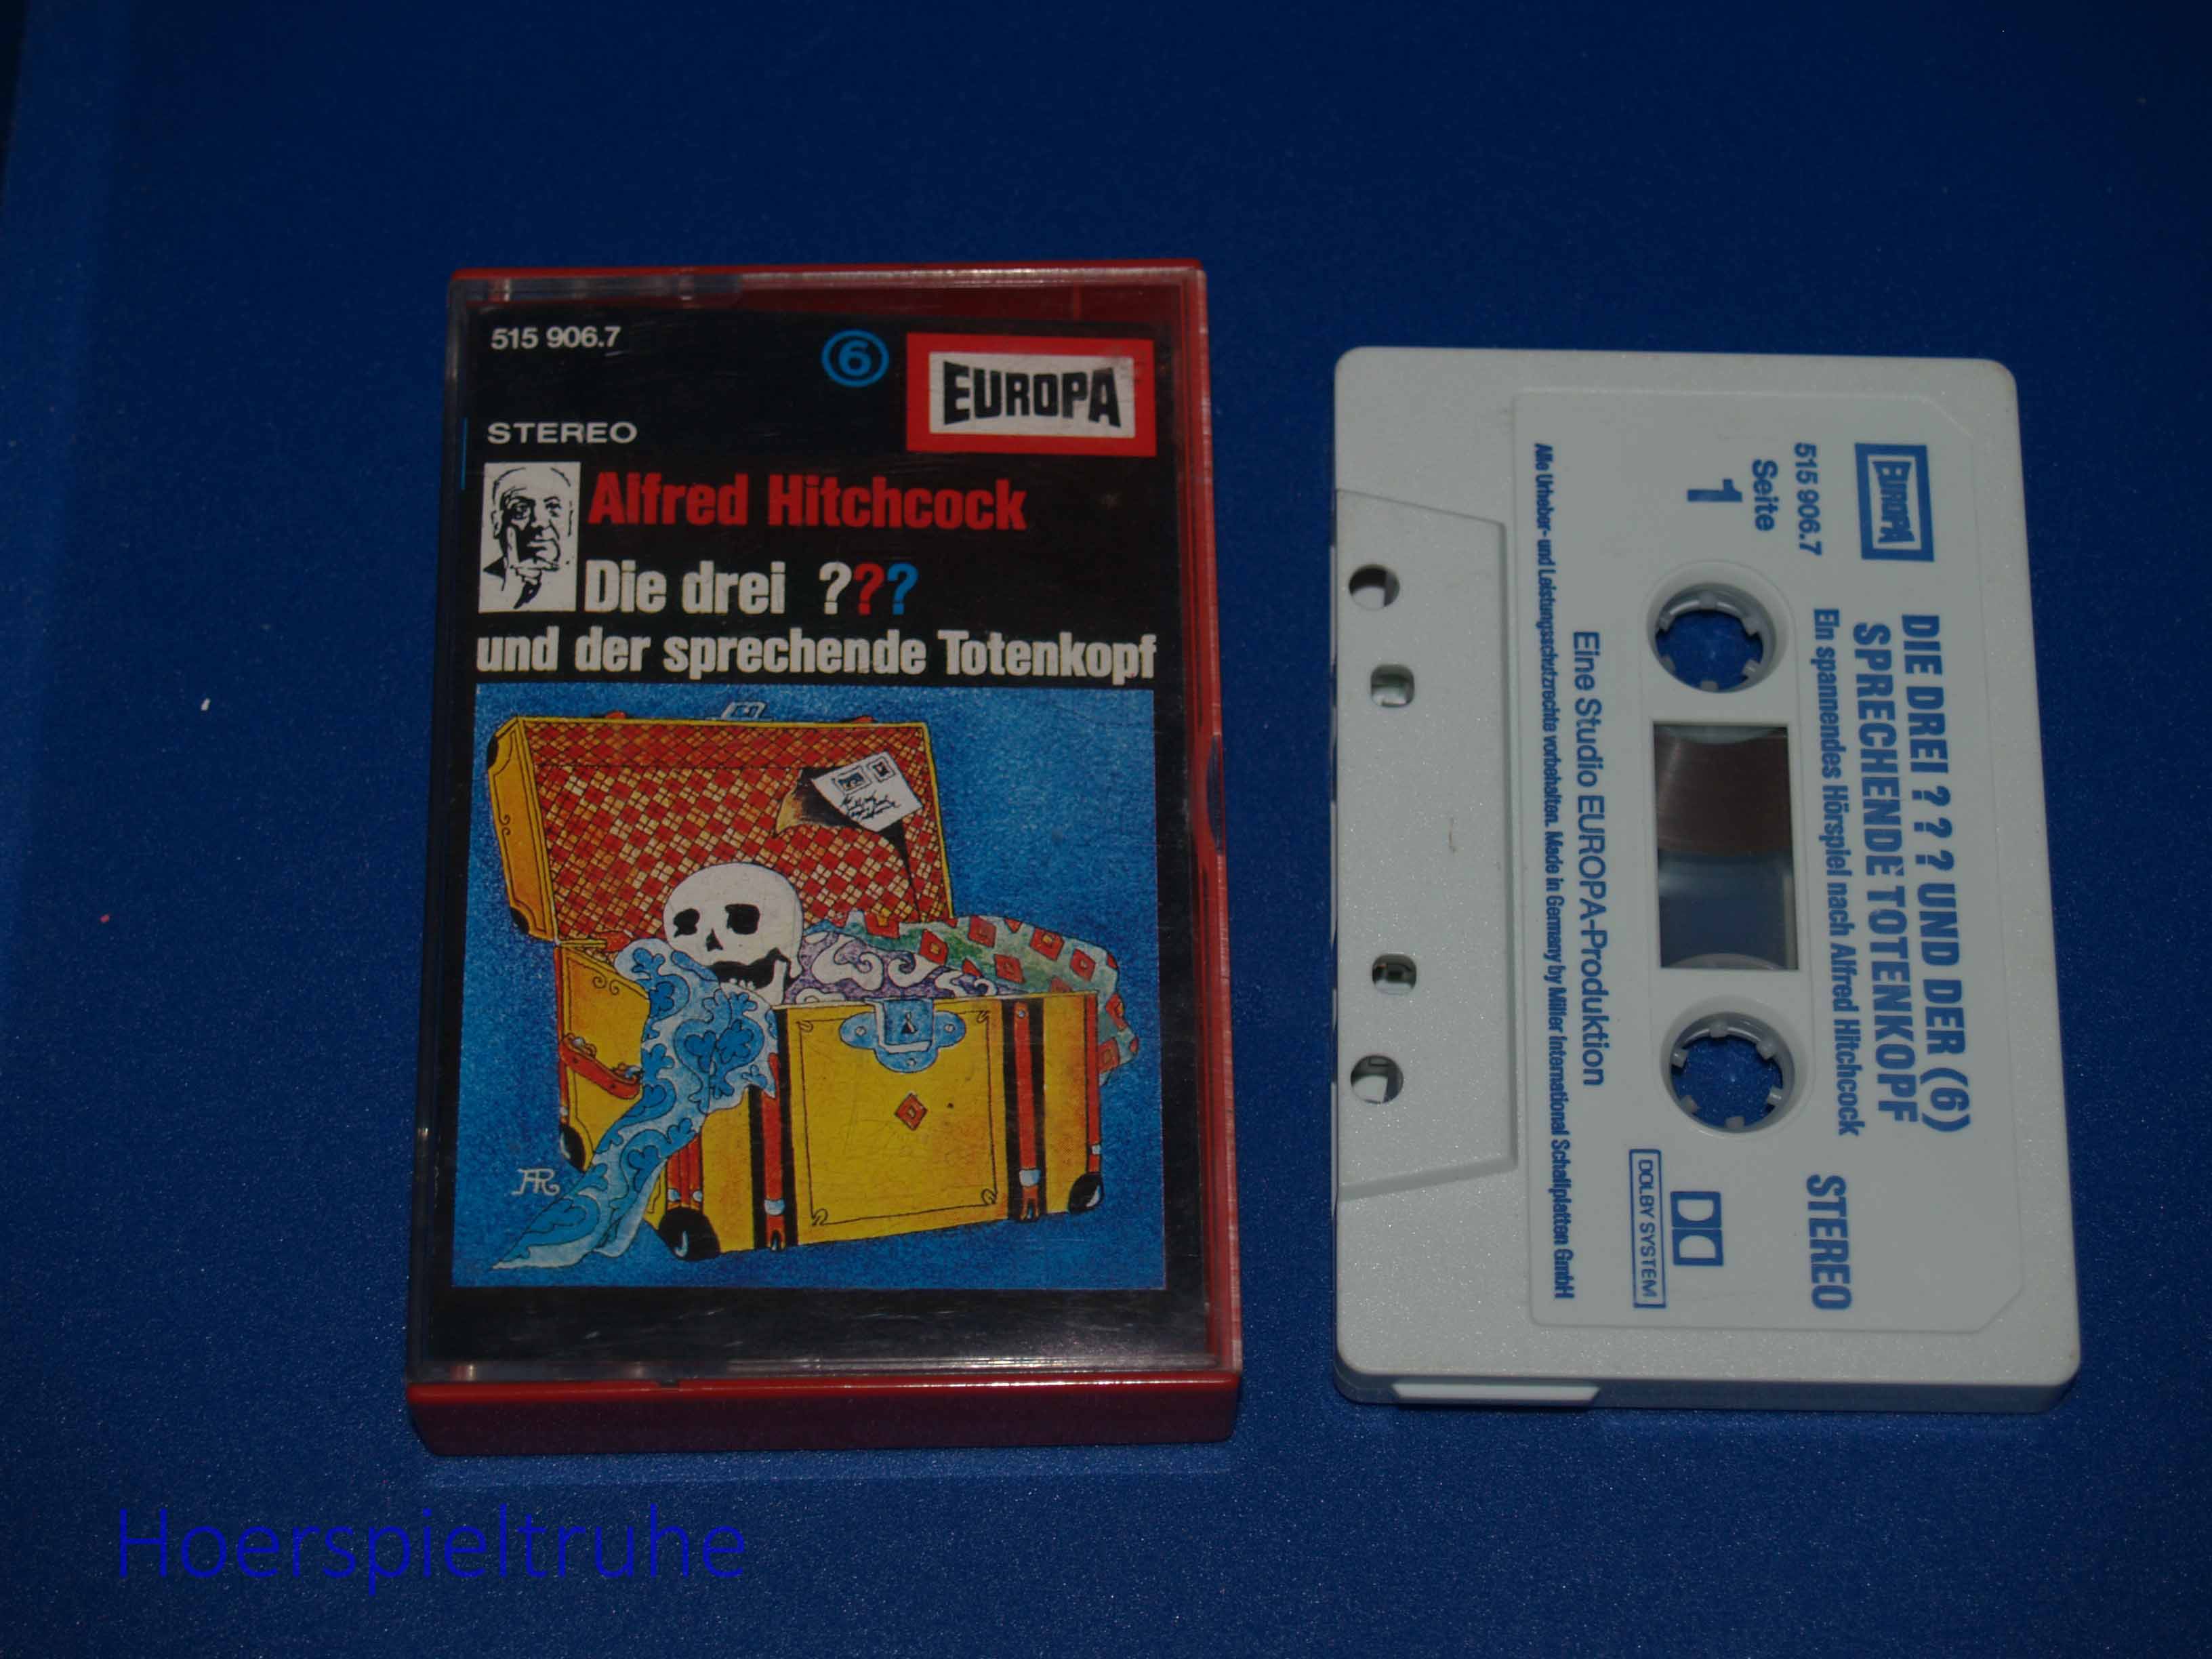 515 906.7
6
EUROPA
STEREO
Alfred Hitchcock
Die drei ???
und der sprechende Totenkopf
AR
EUROPA
515 906.7
Seite
1
DIE DREI ? ? ? UND DER (6)
SPRECHENDE TOTENKOPF
Ein spannendes Hörspiel nach Alfred Hitchcock
STEREO
DOLBY SYSTEM
Eine Studio EUROPA-Produktion
Alle Urheber- und Leistungsschutzrechte vorbehalten. Made in Germany by Miller International Schallplatten GmbH
Hoerspieltruhe